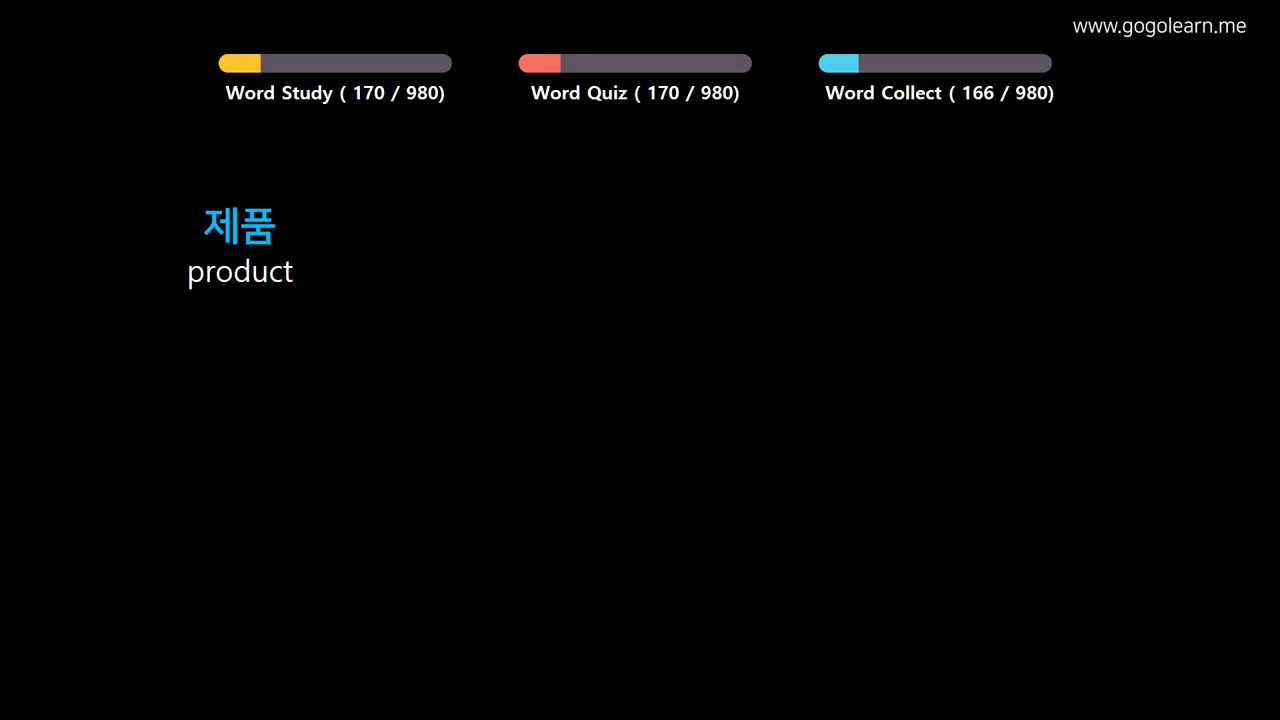 www.gogolearn.me
Word Study ( 170 / 980)
Word Quiz ( 170 / 980)
Word Collect ( 166 / 980)
제품
product